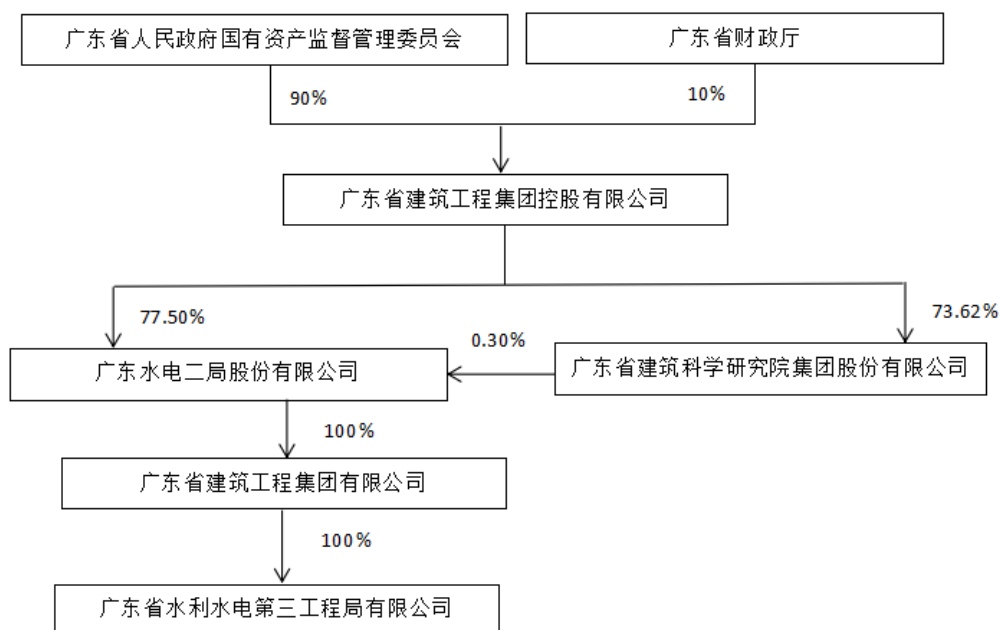 广东省人民政府国有资产监督管理委员会
广东省财政厅
90%
10%
广东省建筑工程集团控股有限公司
77.50%
73.62%
0.30%
广东水电二局股份有限公司
广东省建筑科学研究院集团股份有限公司
100%
广东省建筑工程集团有限公司
100%
广东省水利水电第三工程局有限公司